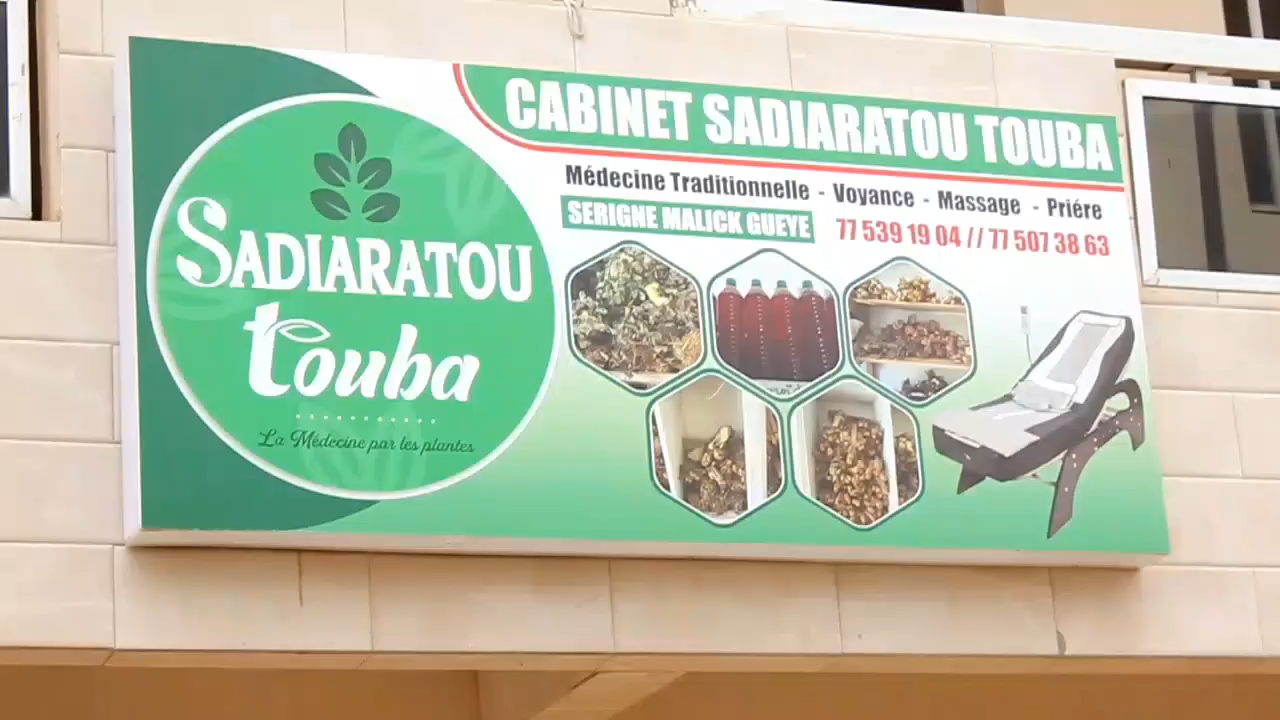 SADIARATOU
touba
La Médecine par les plantes
CABINET SADIARATOU TOUBA
Médecine Traditionnelle - Voyance - Massage - Priére
SERIGNE MALICK GUEYE
77 539 19 04 // 77 507 38 63